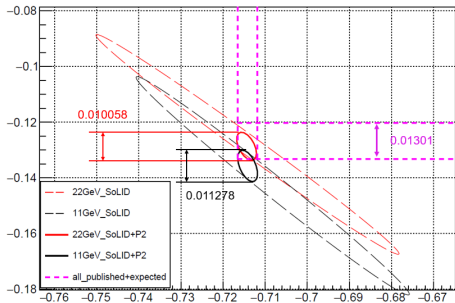 −0.08
−0.1
−0.12
−0.14
−0.16
−0.18
0.010058
0.01301
0.011278
22GeV_SoLID
11GeV_SoLID
22GeV_SoLID+P2
11GeV_SoLID+P2
all_published+expected
−0.76 −0.75 −0.74 −0.73 −0.72 −0.71 −0.7 −0.69 −0.68 −0.67